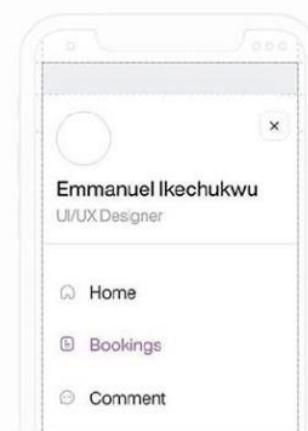 Emmanuel Ikechukwu
UI/UX Designer
Home
Bookings
Comment